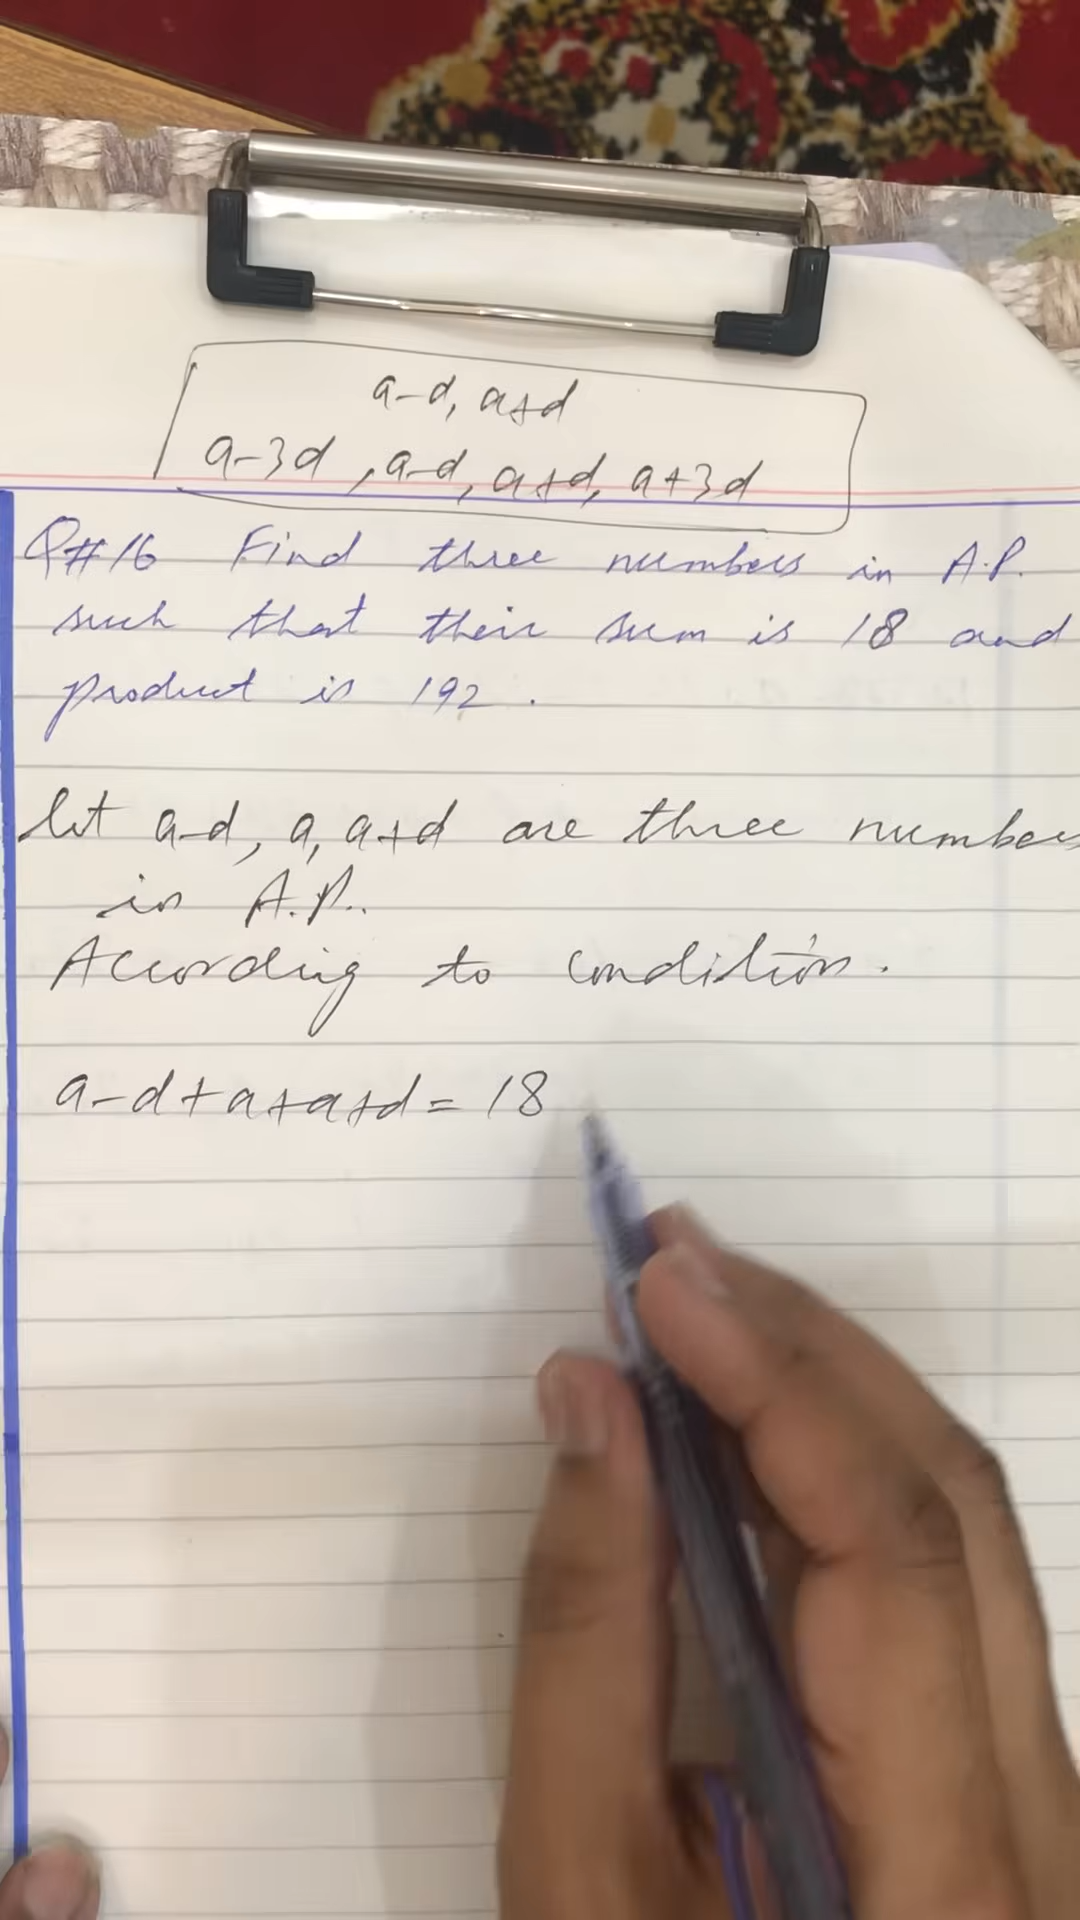 a-d, a+d
a-3d , a-d, a+d, a+3d
Q#16 Find three numbers in A.P.
such that their sum is 18 and
product is 192 .
let a-d, a, a+d are three numbers
in A.P..
According to condition.
a-d+a+a+d = 18